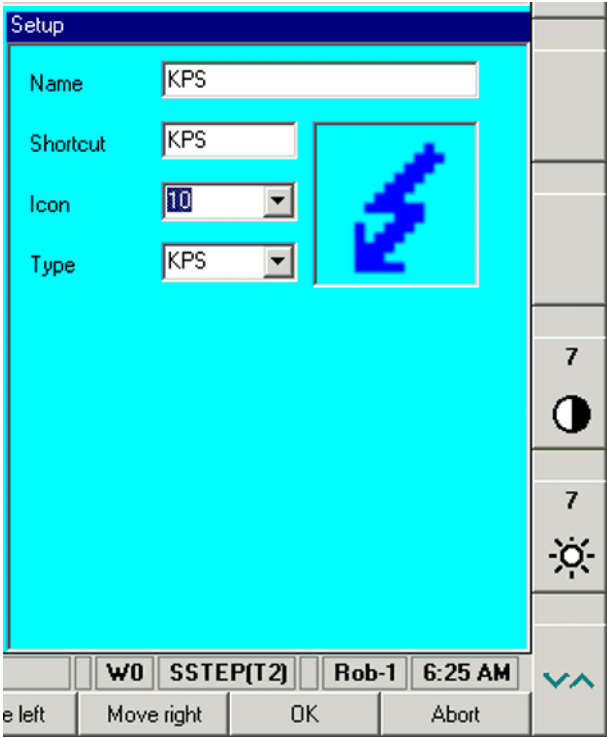 Setup
Name KPS
Shortcut KPS
Icon 10
Type KPS
7
7
W0 SSTEP(T2) Rob-1 6:25 AM
e left Move right OK Abort